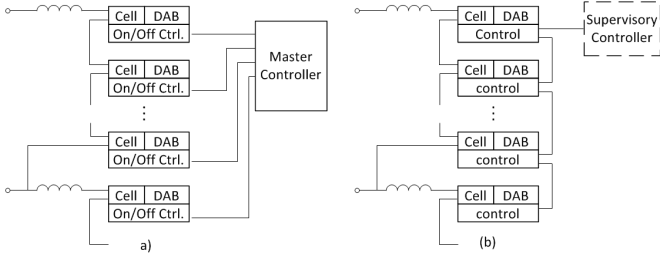 Cell DAB
On/Off Ctrl.
Cell DAB
On/Off Ctrl.
Cell DAB
On/Off Ctrl.
Cell DAB
On/Off Ctrl.
Master
Controller
a)
Cell DAB
Control
Cell DAB
control
Cell DAB
control
Cell DAB
control
Supervisory
Controller
(b)